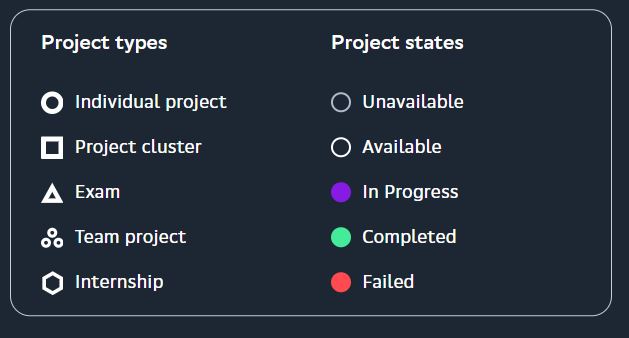 Project types
Individual project
Project cluster
Exam
Team project
Internship
Project states
Unavailable
Available
In Progress
Completed
Failed